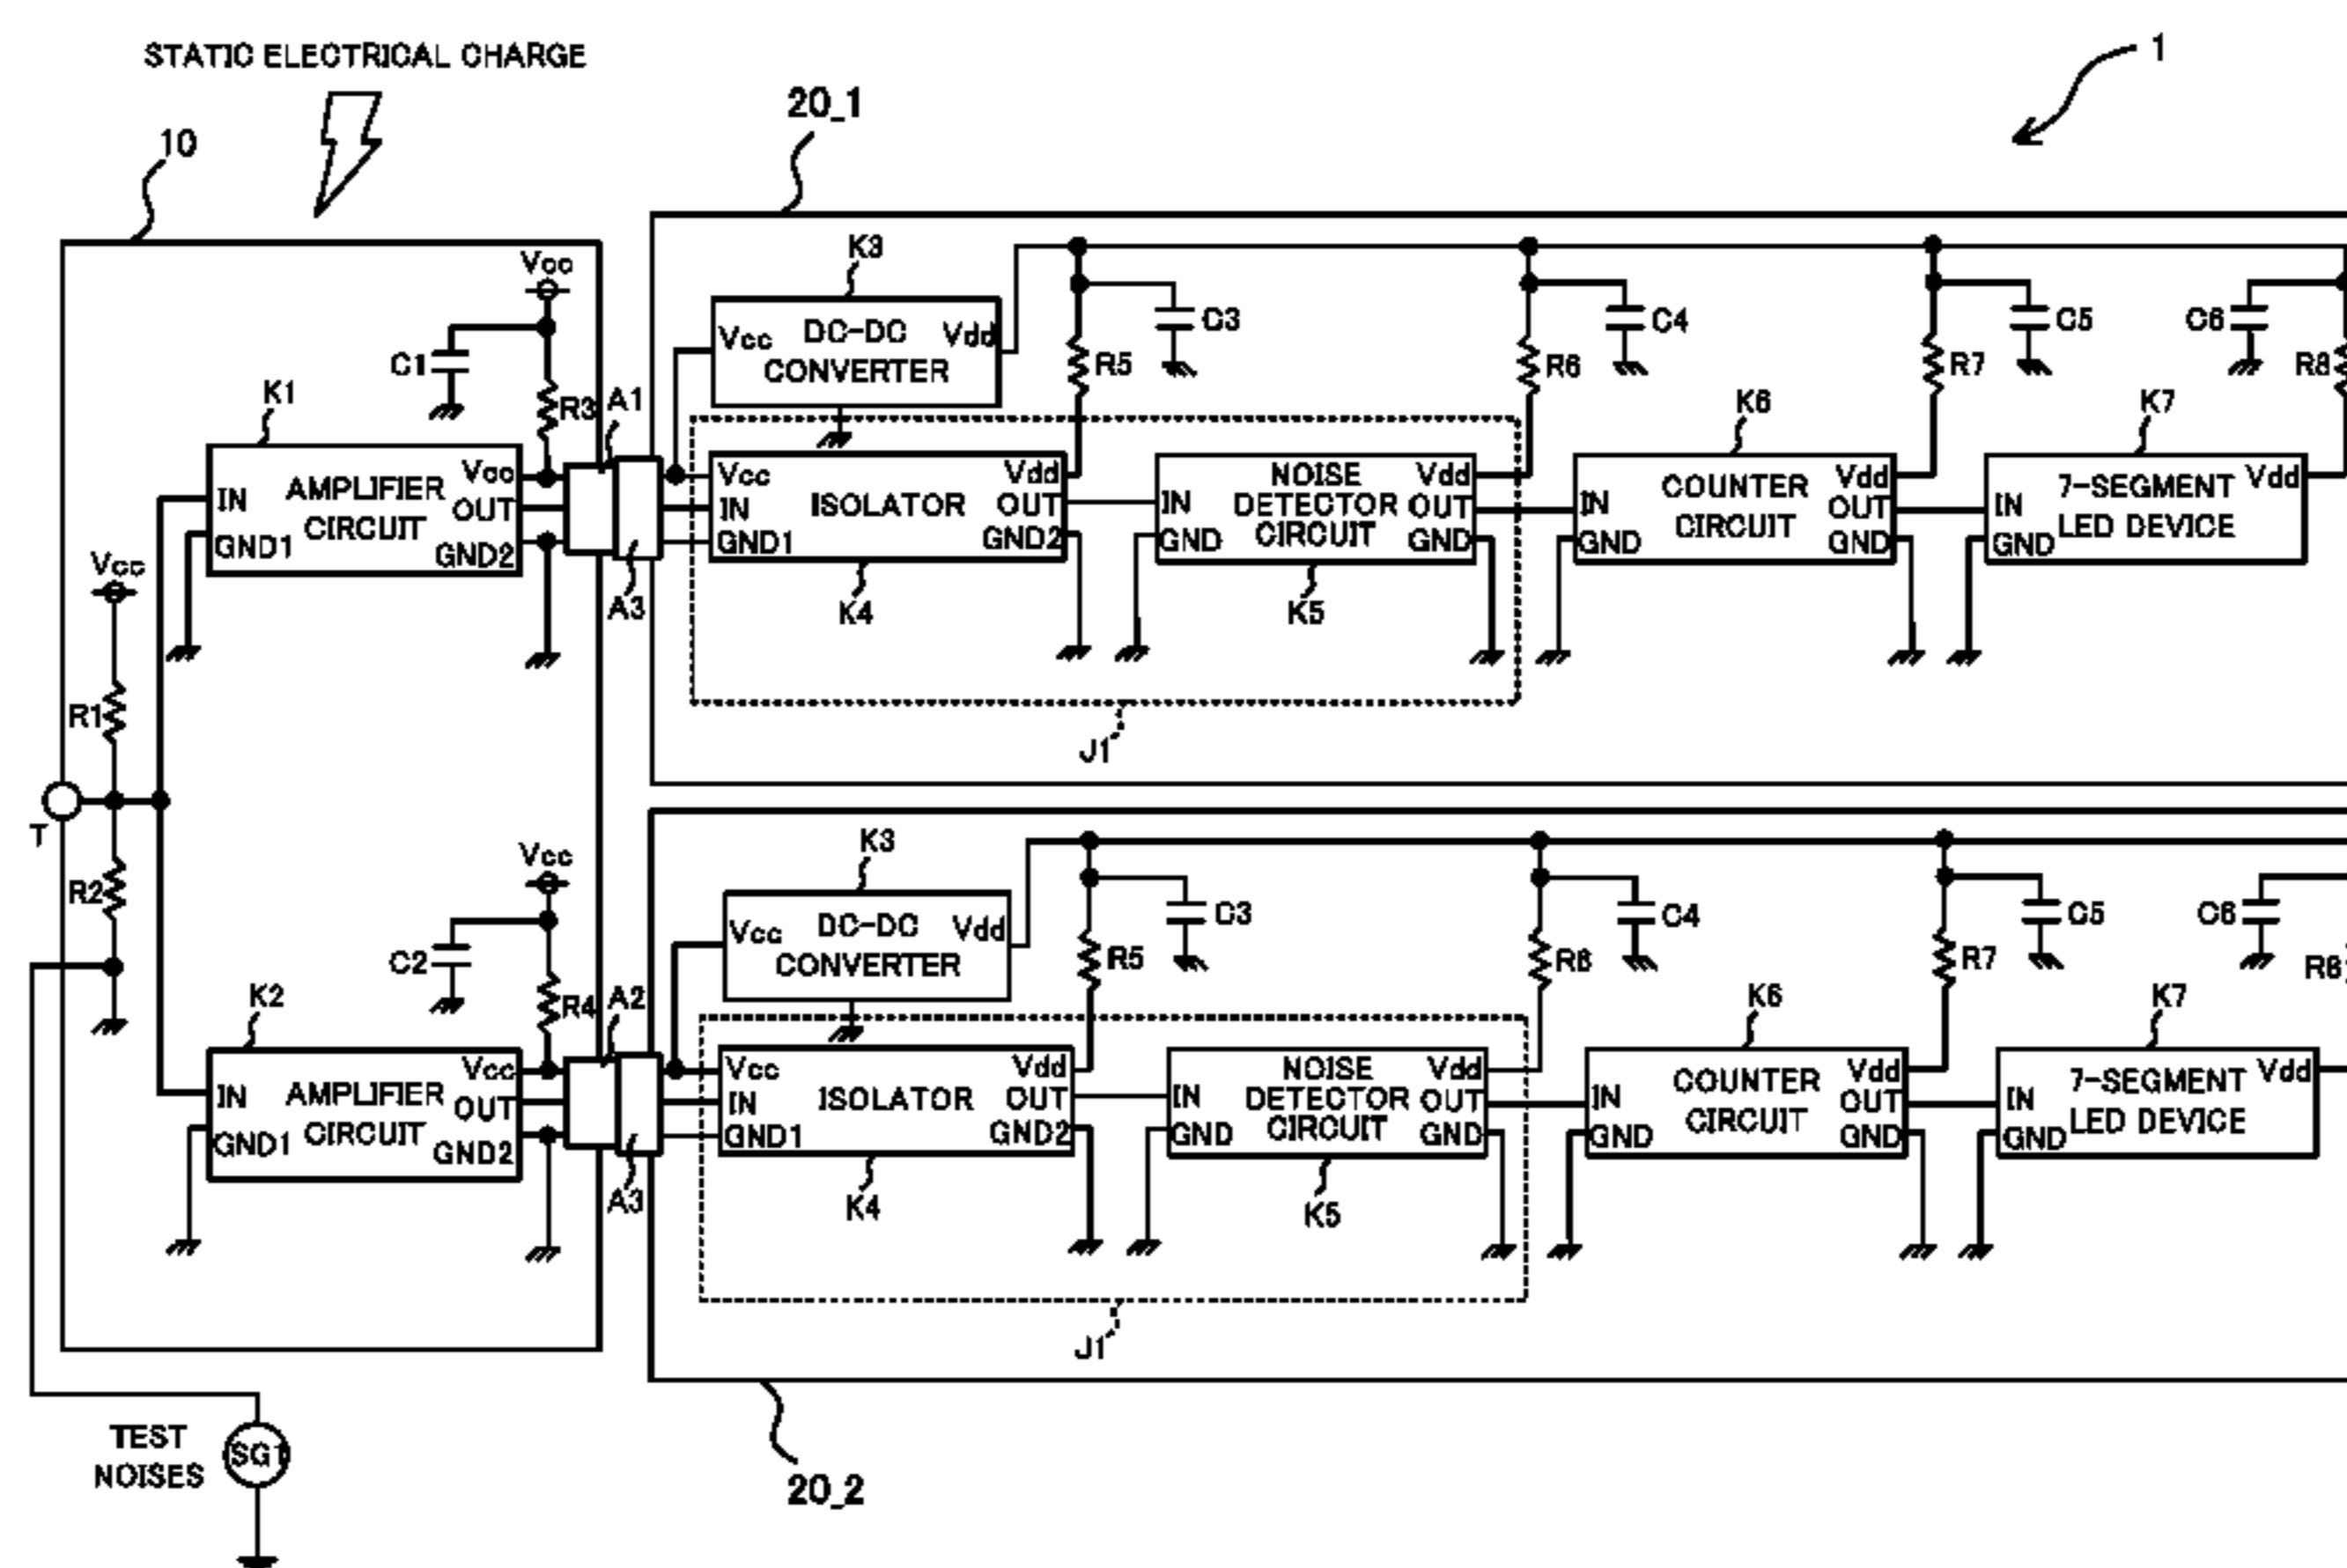 STATIC ELECTRICAL CHARGE
1
20_1
10
K3
Vcc
Vcc
DC-DC
CONVERTER
Vdd
C3
C4
C5
C6
C1
R5
R6
R7
R8
K1
R3
A1
K6
K7
Vcc
AMPLIFIER
CIRCUIT
IN
OUT
GND1
GND2
Vcc
ISOLATOR
Vdd
IN
OUT
GND1
GND2
NOISE
DETECTOR
CIRCUIT
Vdd
IN
OUT
GND
GND
COUNTER
CIRCUIT
Vdd
IN
OUT
GND
GND
7-SEGMENT
LED DEVICE
Vdd
IN
GND
Vcc
A3
K4
K5
R1
J1
T
R2
K3
Vcc
Vcc
DC-DC
CONVERTER
Vdd
C3
C4
C5
C6
C2
R5
R6
R7
R6
K2
R4
A2
K6
K7
Vcc
AMPLIFIER
CIRCUIT
IN
OUT
GND1
GND2
Vcc
ISOLATOR
Vdd
IN
OUT
GND1
GND2
NOISE
DETECTOR
CIRCUIT
Vdd
IN
OUT
GND
GND
COUNTER
CIRCUIT
Vdd
IN
OUT
GND
GND
7-SEGMENT
LED DEVICE
Vdd
IN
GND
A3
K4
K5
J1
TEST
NOISES
SG1
20_2